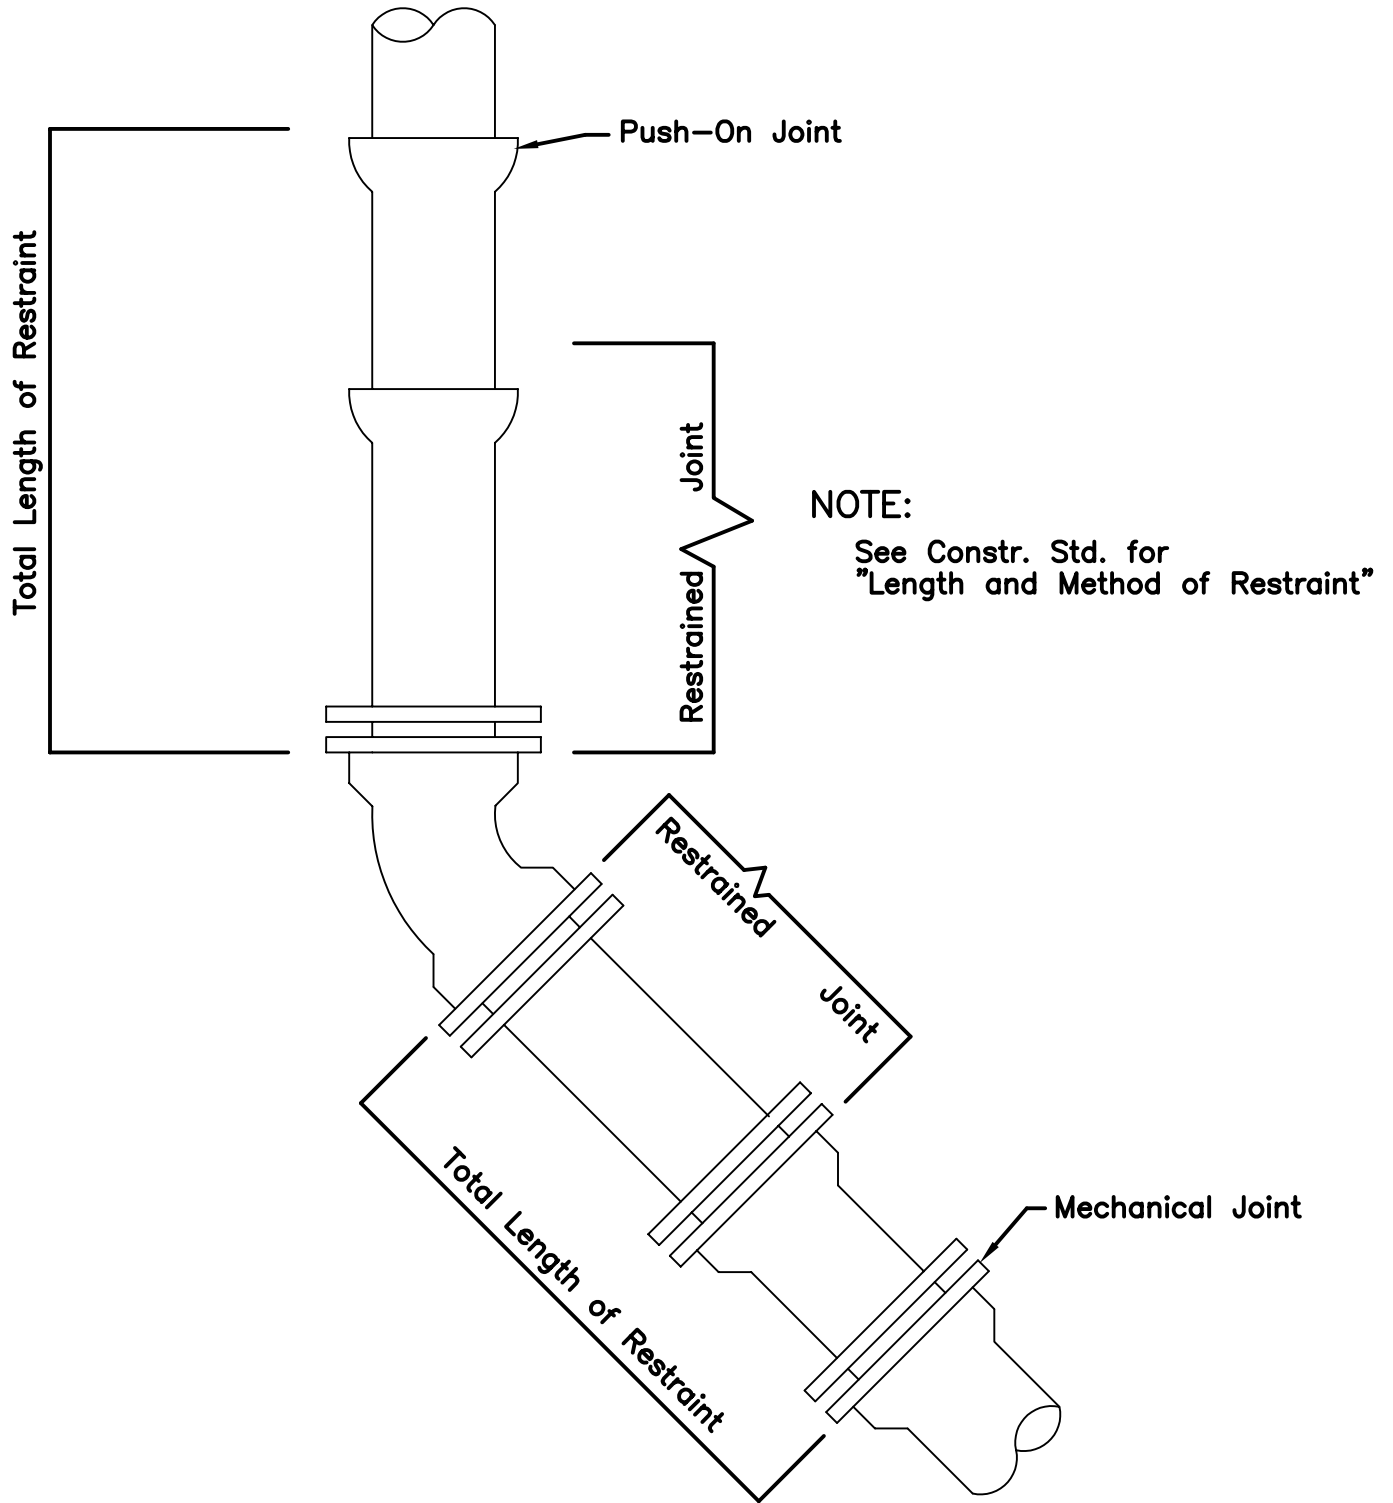 Push-On Joint
Total Length of Restraint
Restrained Joint
NOTE:
See Constr. Std. for
"Length and Method of Restraint"
Restrained Joint
Total Length of Restraint
Mechanical Joint